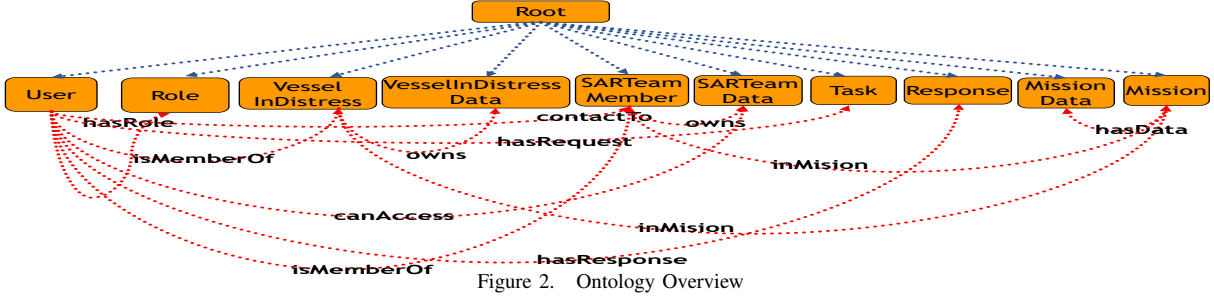 Root
User
Role
Vessel
InDistress
VesselInDistress
Data
SARTeam
Member
SARTeam
Data
Task
Response
Mission
Data
Mission
hasRole
contactTo
owns
hasData
hasRequest
isMemberOf
owns
inMision
canAccess
inMision
hasResponse
isMemberOf
Figure 2. Ontology Overview